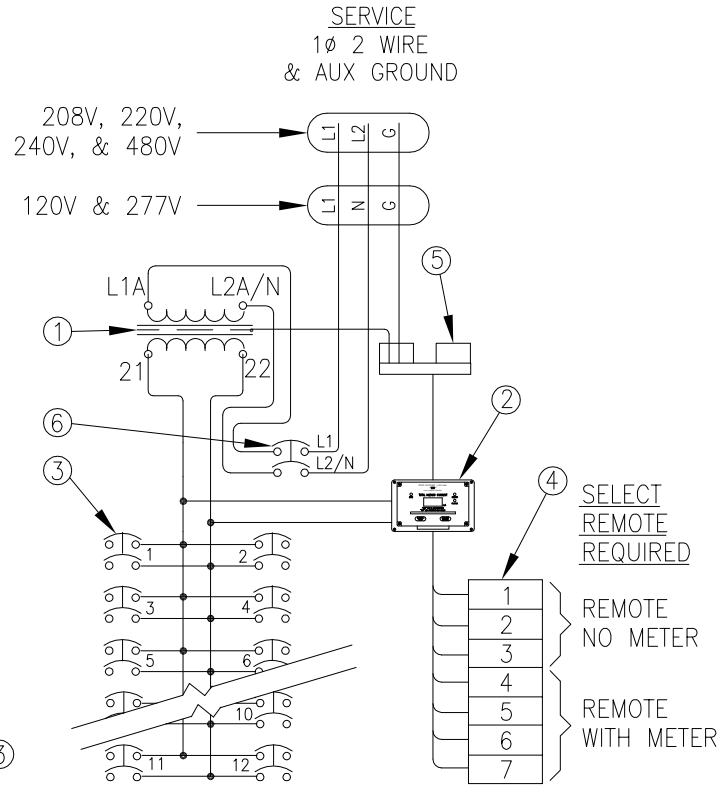 SERVICE
1ø 2 WIRE
& AUX GROUND
208V, 220V,
240V, & 480V
L1
L2
G
120V & 277V
L1
N
G
5
L1A
L2A/N
1
21
22
2
6
L1
L2/N
3
4
SELECT
REMOTE
REQUIRED
1
2
3
4
5
6
10
11
12
3
1
2
3
4
5
6
7
REMOTE
NO METER
REMOTE
WITH METER